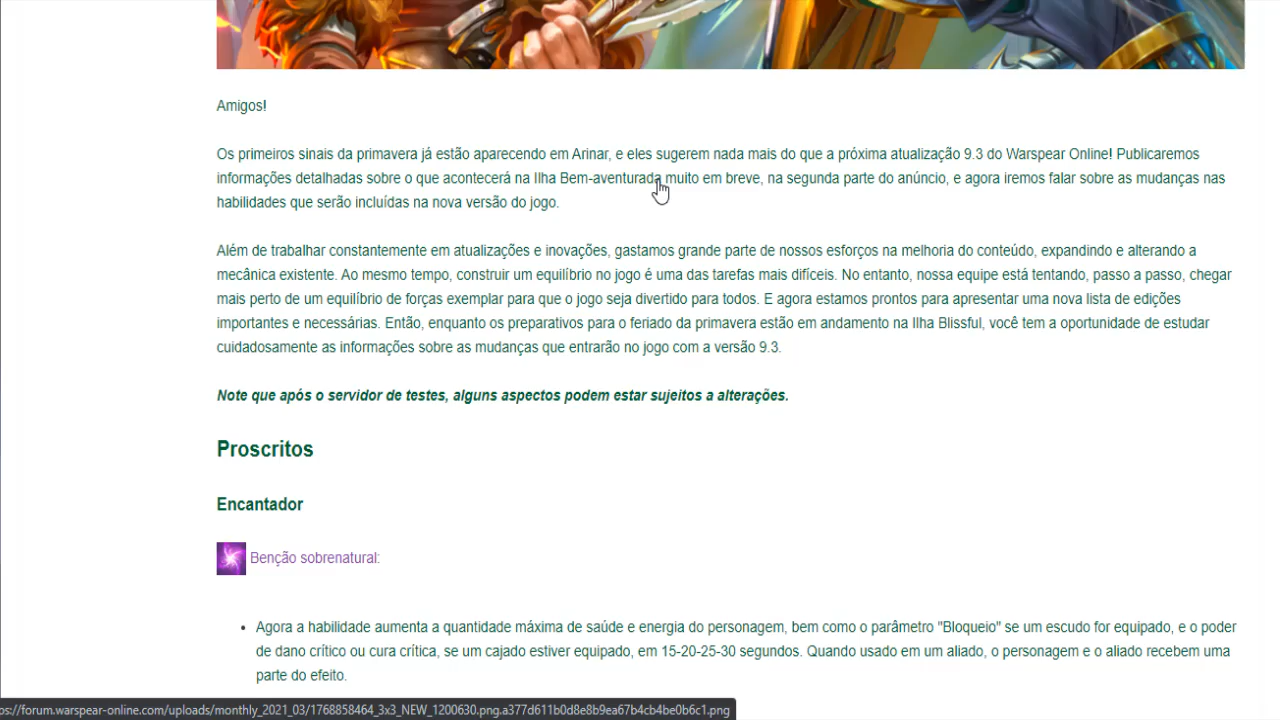 Amigos!
Os primeiros sinais da primavera já estão aparecendo em Arinar, e eles sugerem nada mais do que a próxima atualização 9.3 do Warspear Online! Publicaremos
informações detalhadas sobre o que acontecerá na Ilha Bem-aventurada muito em breve, na segunda parte do anúncio, e agora iremos falar sobre as mudanças nas
habilidades que serão incluídas na nova versão do jogo.
Além de trabalhar constantemente em atualizações e inovações, gastamos grande parte de nossos esforços na melhoria do conteúdo, expandindo e alterando a
mecânica existente. Ao mesmo tempo, construir um equilíbrio no jogo é uma das tarefas mais difíceis. No entanto, nossa equipe está tentando, passo a passo, chegar
mais perto de um equilíbrio de forças exemplar para que o jogo seja divertido para todos. E agora estamos prontos para apresentar uma nova lista de edições
importantes e necessárias. Então, enquanto os preparativos para o feriado da primavera estão em andamento na Ilha Blissful, você tem a oportunidade de estudar
cuidadosamente as informações sobre as mudanças que entrarão no jogo com a versão 9.3.
Note que após o servidor de testes, alguns aspectos podem estar sujeitos a alterações.
Proscritos
Encantador
Benção sobrenatural:
• Agora a habilidade aumenta a quantidade máxima de saúde e energia do personagem, bem como o parâmetro "Bloqueio" se um escudo for equipado, e o poder
de dano crítico ou cura crítica, se um cajado estiver equipado, em 15-20-25-30 segundos. Quando usado em um aliado, o personagem e o aliado recebem uma
parte do efeito.
ps://forum.warspear-online.com/uploads/monthly_2021_03/1768858464_3x3_NEW_1200630.png.a377d611b0d8e8b9ea67b4cb4be0b6c1.png